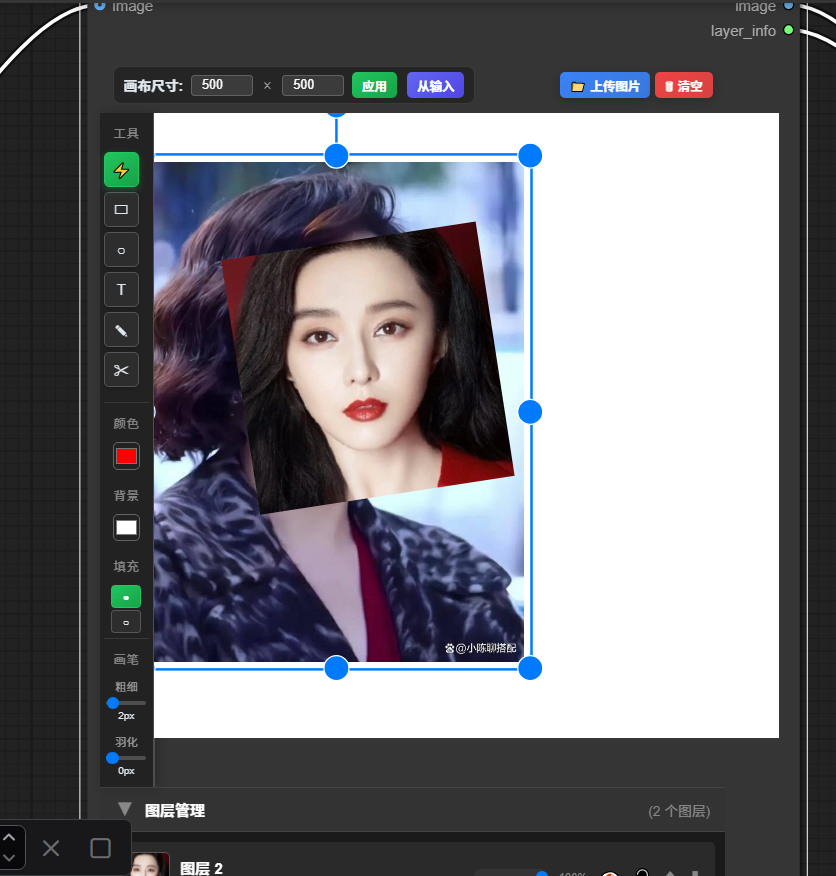 image
image
layer_info
画布尺寸: 500 × 500 应用 从输入 上传图片 清空
工具
T
颜色
背景
填充
画笔
粗细
2px
羽化
0px
@小陈聊搭配
图层管理 (2 个图层)
图层 2
100%